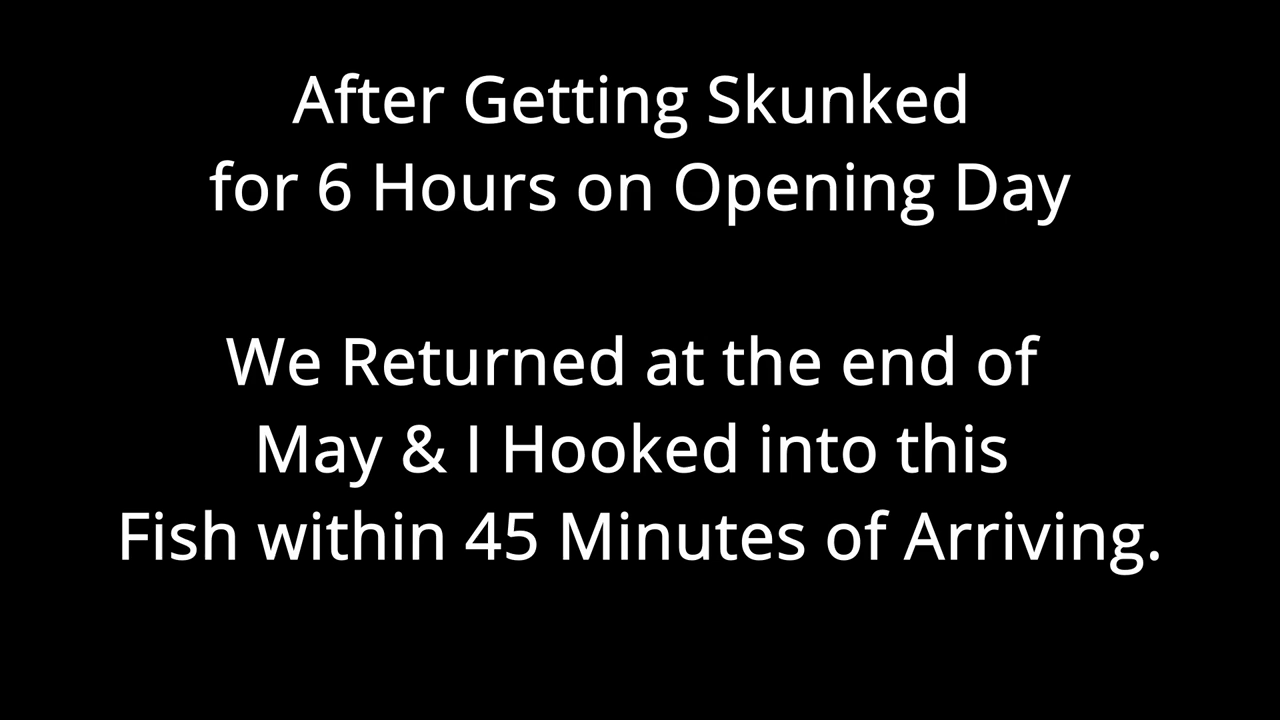 After Getting Skunked
for 6 Hours on Opening Day
We Returned at the end of
May & I Hooked into this
Fish within 45 Minutes of Arriving.